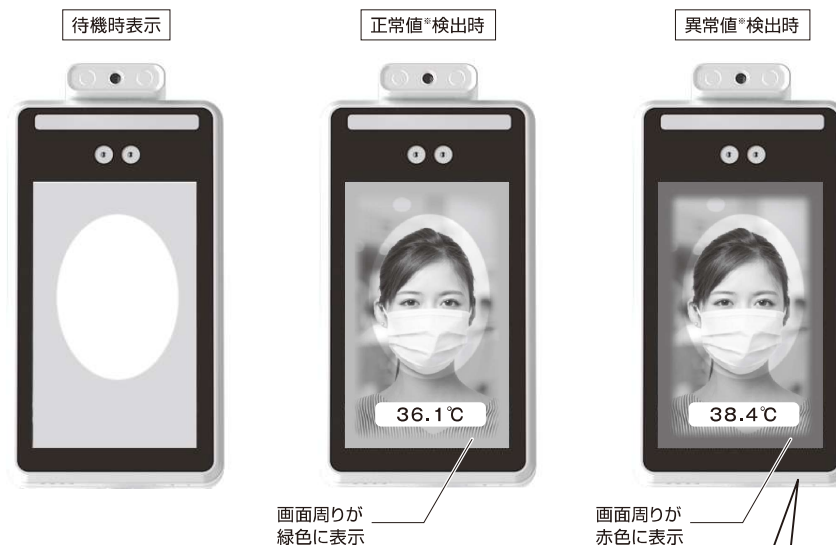 待機時表示
正常値※検出時
異常値※検出時
36.1℃
38.4℃
画面周りが
緑色に表示
画面周りが
赤色に表示